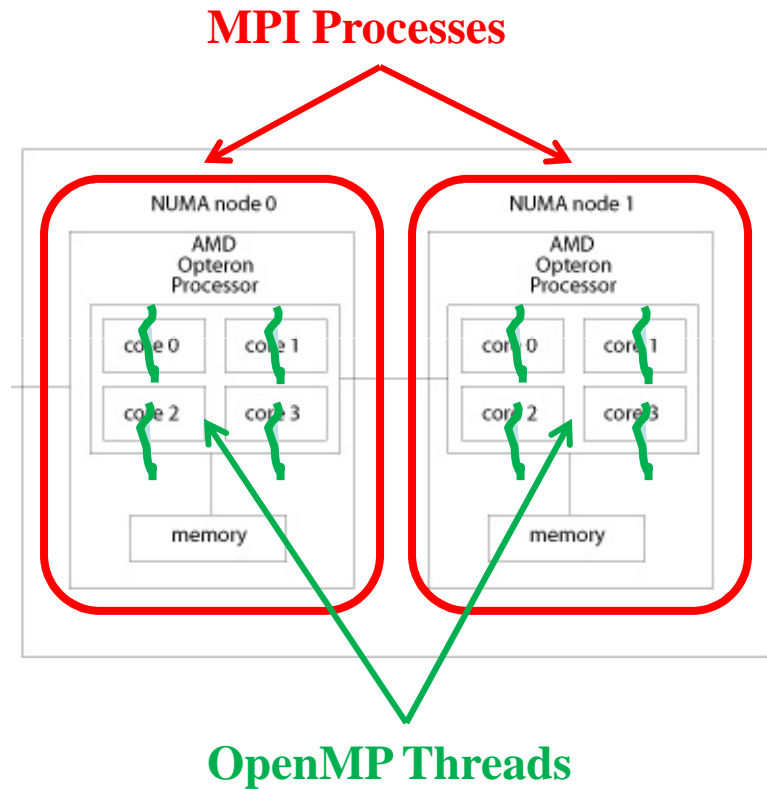 MPI Processes
NUMA node 0
AMD
Opteron
Processor
core 0
core 1
core 2
core 3
memory
NUMA node 1
AMD
Opteron
Processor
core 0
core 1
core 2
core 3
memory
OpenMP Threads